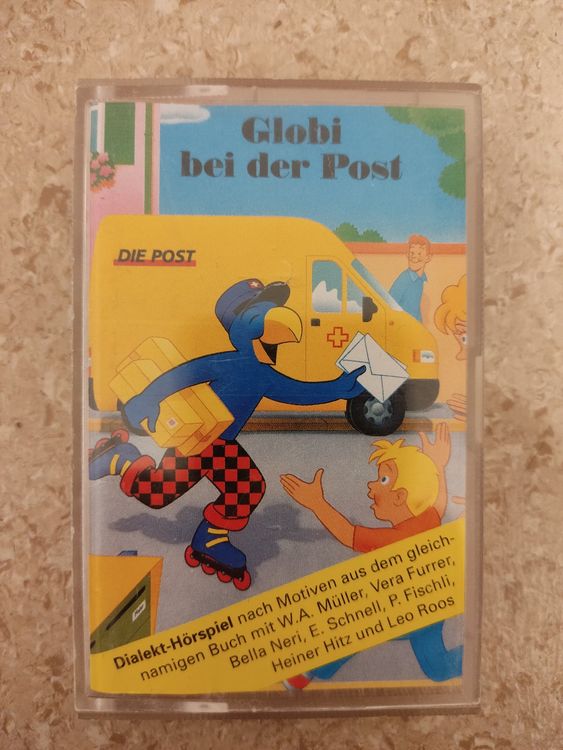 Globi
bei der Post
DIE POST
Dialekt-Hörspiel nach Motiven aus dem gleich-
namigen Buch mit W.A. Müller, Vera Furrer,
Bella Neri, E. Schnell, P. Fischli,
Heiner Hitz und Leo Roos